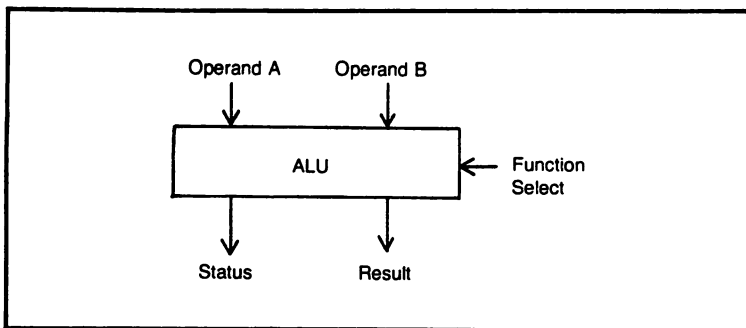 Operand A
Operand B
ALU
Function
Select
Status
Result